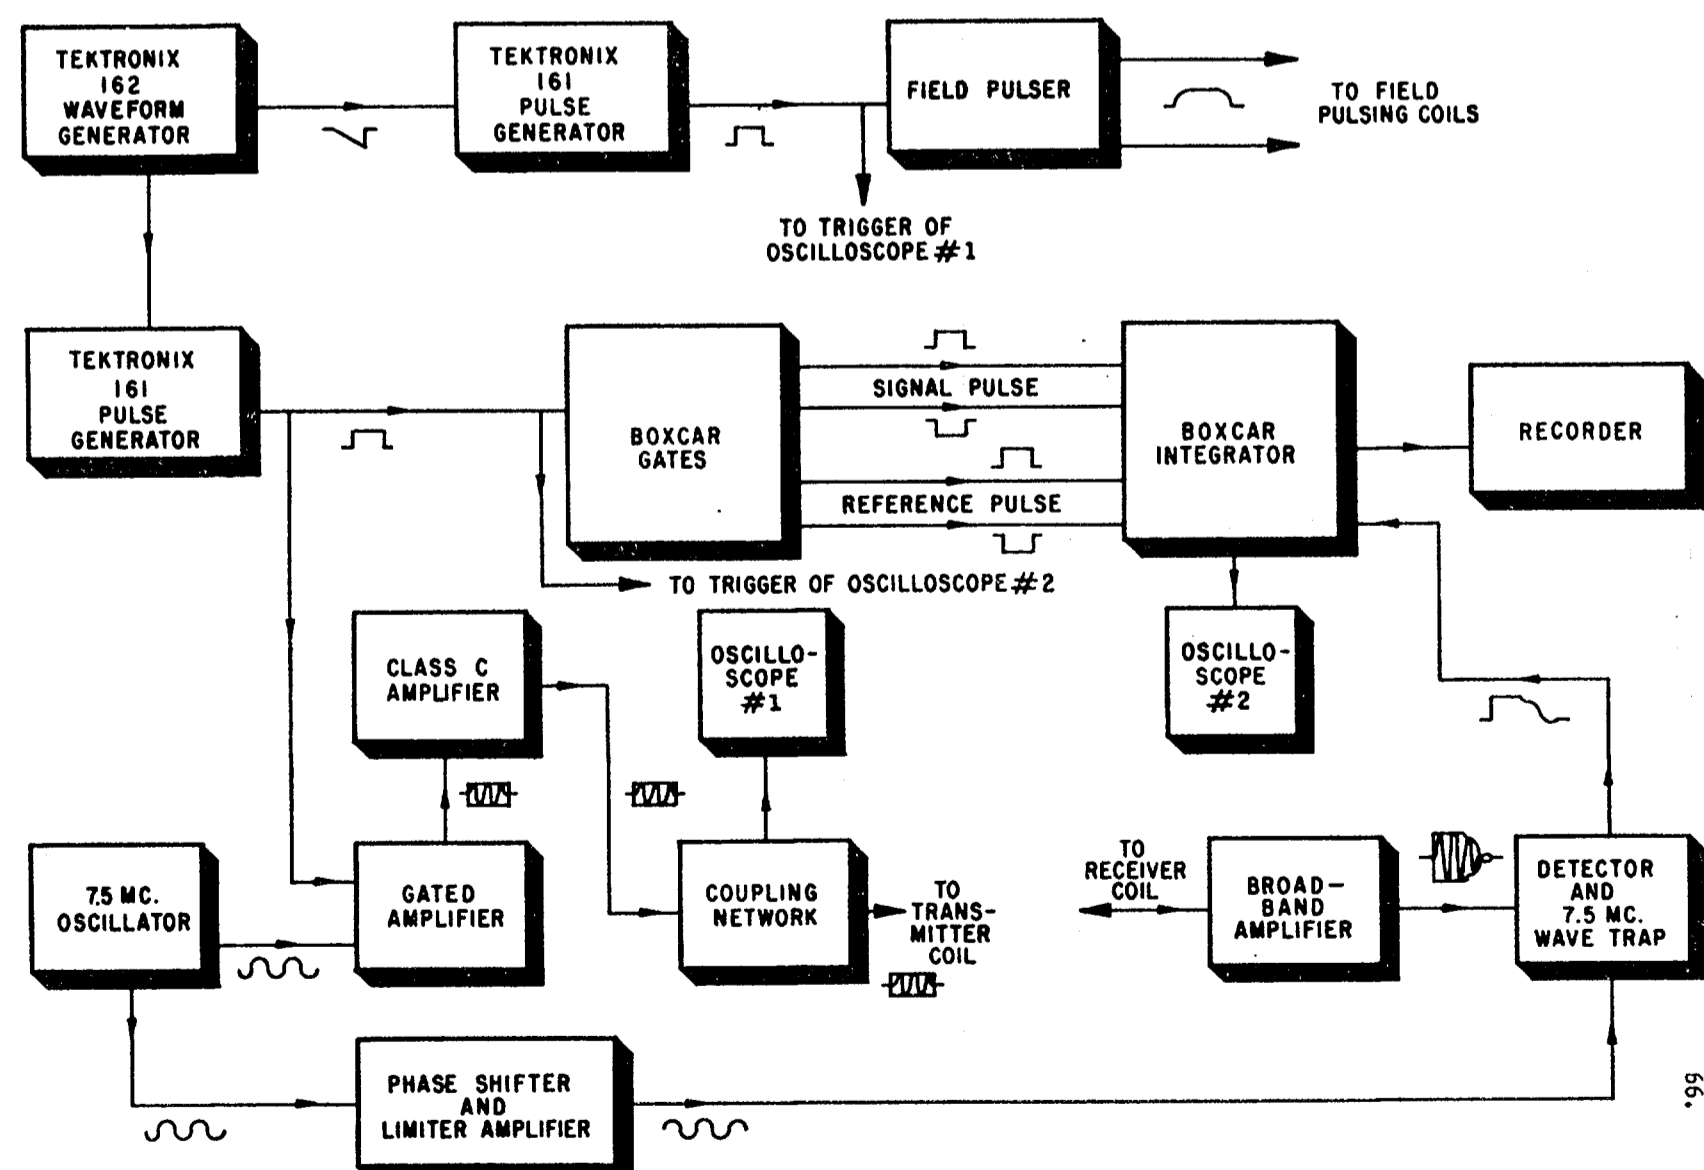 TEKTRONIX
162
WAVEFORM
GENERATOR
TEKTRONIX
161
PULSE
GENERATOR
FIELD PULSER
TO FIELD
PULSING COILS
TO TRIGGER OF
OSCILLOSCOPE #1
TEKTRONIX
161
PULSE
GENERATOR
BOXCAR
GATES
SIGNAL PULSE
REFERENCE PULSE
BOXCAR
INTEGRATOR
RECORDER
TO TRIGGER OF OSCILLOSCOPE #2
CLASS C
AMPLIFIER
OSCILLO-
SCOPE
#1
OSCILLO-
SCOPE
#2
7.5 MC.
OSCILLATOR
GATED
AMPLIFIER
COUPLING
NETWORK
TO
TRANS-
MITTER
COIL
TO
RECEIVER
COIL
BROAD-
BAND
AMPLIFIER
DETECTOR
AND
7.5 MC.
WAVE TRAP
PHASE SHIFTER
AND
LIMITER AMPLIFIER
66.